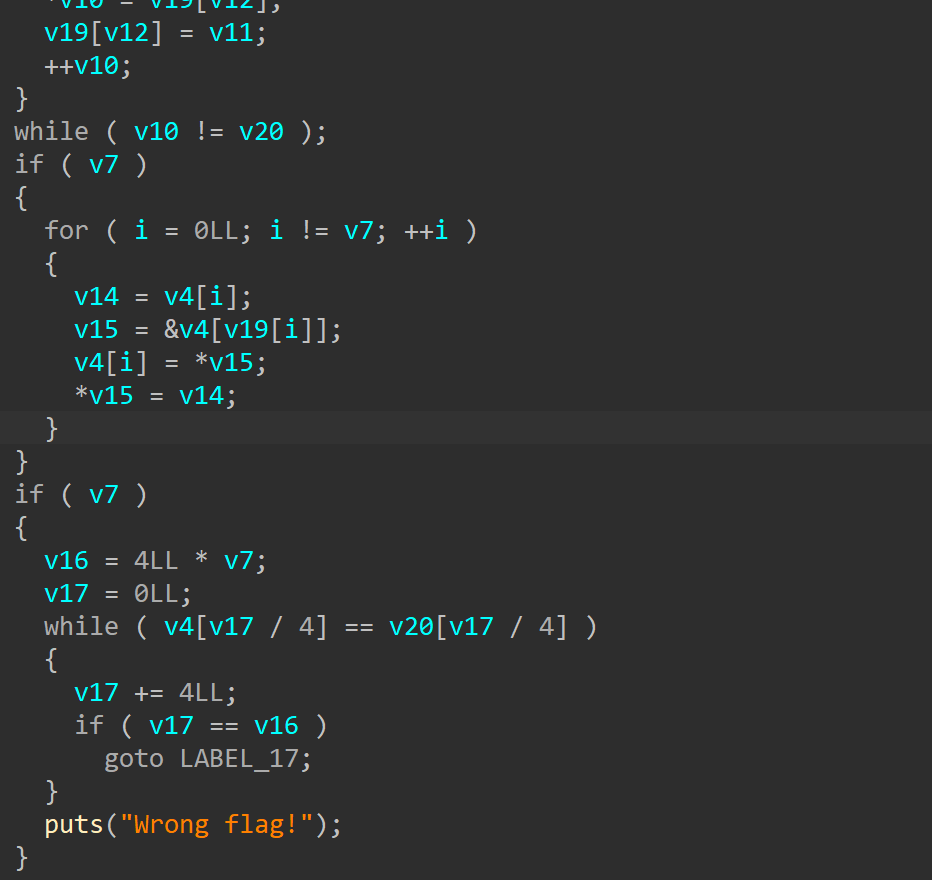 *v10 = v19[v12];
v19[v12] = v11;
++v10;
}
while ( v10 != v20 );
if ( v7 )
{
for ( i = 0LL; i != v7; ++i )
{
v14 = v4[i];
v15 = &v4[v19[i]];
v4[i] = *v15;
*v15 = v14;
}
}
if ( v7 )
{
v16 = 4LL * v7;
v17 = 0LL;
while ( v4[v17 / 4] == v20[v17 / 4] )
{
v17 += 4LL;
if ( v17 == v16 )
goto LABEL_17;
}
puts("Wrong flag!");
}